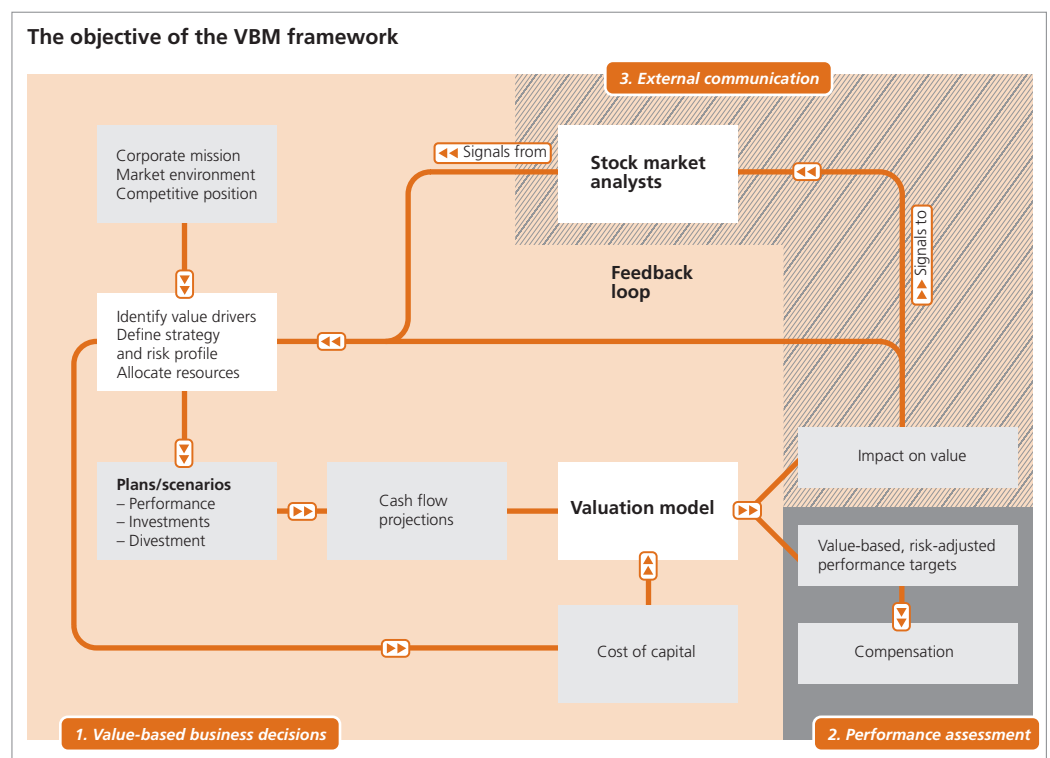 The objective of the VBM framework
3. External communication
Corporate mission
Market environment
Competitive position
Signals from
Stock market
analysts
Signals to
Feedback
loop
Identify value drivers
Define strategy
and risk profile
Allocate resources
Plans/scenarios
– Performance
– Investments
– Divestment
Cash flow
projections
Valuation model
Impact on value
Value-based, risk-adjusted
performance targets
Cost of capital
Compensation
1. Value-based business decisions
2. Performance assessment